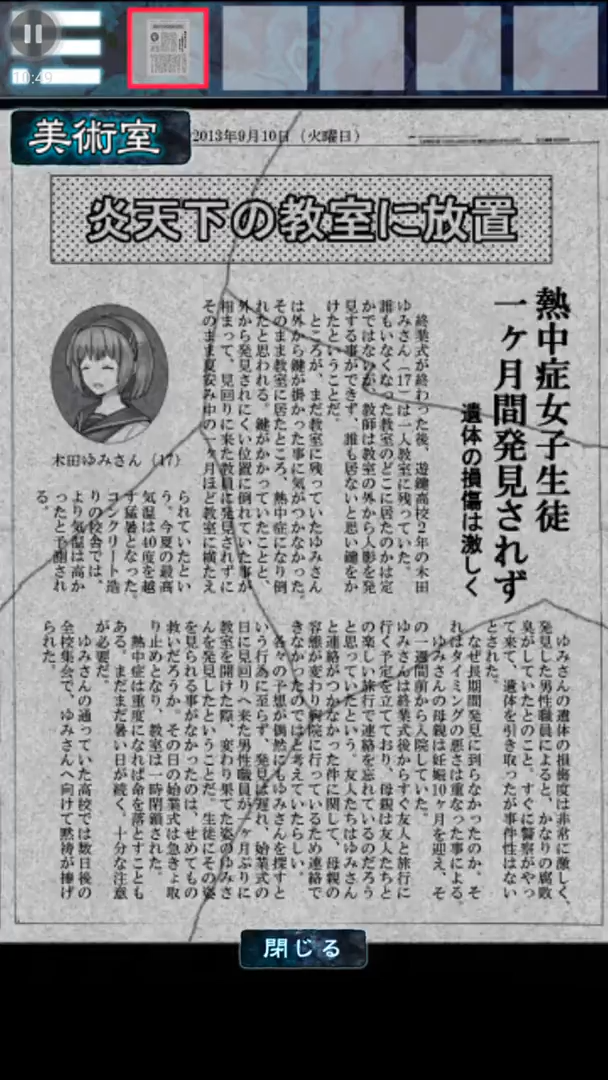 10:49
美術室
2013年9月10日（火曜日）
炎天下の教室に放置
熱中症女子生徒
一ヶ月間発見されず
遺体の損傷は激しく
終業式が終わった後、遊鐘高校２年の木田
ゆみさん（17）は一人教室に残っていた。
誰もいなくなった教室のどこに居たのかは定
かではないが、教師は教室の外から人影を発
見する事ができず、誰も居ないと思い鍵をか
けたということだ。
ところが、まだ教室に残っていたゆみさん
は外から鍵が掛かった事に気がつかなかった。
そのまま教室に居たところ、熱中症になり倒
れたと思われる。鍵がかかっていたことと、
外から発見されにくい位置に倒れていた事が
相まって、見回りに来た教員に発見されずに
そのまま夏休み中の一ヶ月ほど教室に横たえ
木田ゆみさん（17）
られていたとい
う。今夏の最高
気温は40度を越
す猛暑となった。
コンクリート造
りの校舎では、
より気温は高か
ったと予測され
る。
ゆみさんの遺体の損傷度は非常に激しく、
発見した男性職員によると、かなりの腐敗
臭がしていたとのこと。すぐに警察がやっ
て来て、遺体を引き取ったが事件性はない
とされた。
なぜ長期間発見に到らなかったのか、そ
れはタイミングの悪さは重なった事による。
ゆみさんの母親は妊娠10ヶ月を迎え、そ
の一週間前から入院していた。
ゆみさんは終業式後からすぐ友人と旅行に
行く予定を立てており、母親は友人たちと
の楽しい旅行で連絡を忘れているのだろう
と思っていたという。友人たちはゆみさん
と連絡がつかなかった件に関して、母親の
容態が変わり病院に行っているため連絡で
きなかったのではと考えていたらしい。
各々の予想が偶然にもゆみさんを探すと
いう行為に至らず、発見は遅れ、始業式の
日に見回りへ来た男性職員が一ヶ月ぶりに
教室を開けた際、変わり果てた姿のゆみさ
んを発見したということだ。生徒にその姿
を見られる事がなかったのは、せめてもの
救いだろうか。その日の始業式は急きょ取
り止めとなり、教室は一時閉鎖された。
熱中症は重度になれば命を落とすことも
ある。まだまだ暑い日が続く、十分な注意
が必要だ。
ゆみさんの通っていた高校では数日後の
全校集会で、ゆみさんへ向けて黙祷が捧げ
られた。
閉じる